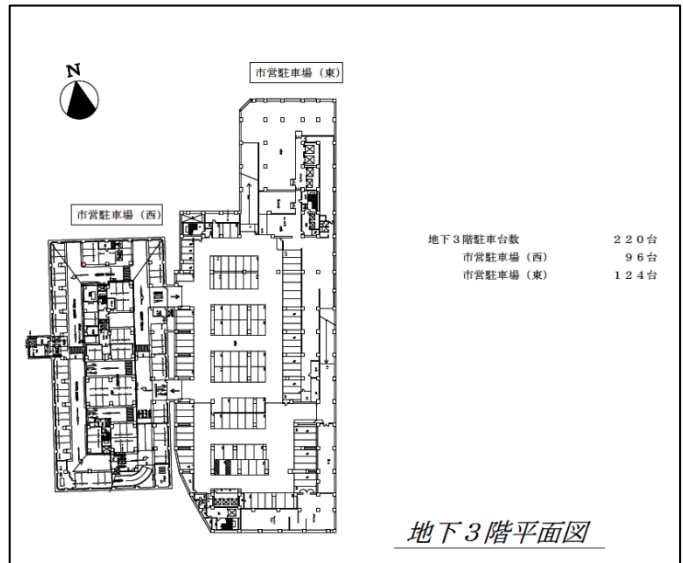 N
市営駐車場（東）
市営駐車場（西）
地下３階駐車台数　２２０台
市営駐車場（西）　９６台
市営駐車場（東）　１２４台
地下３階平面図